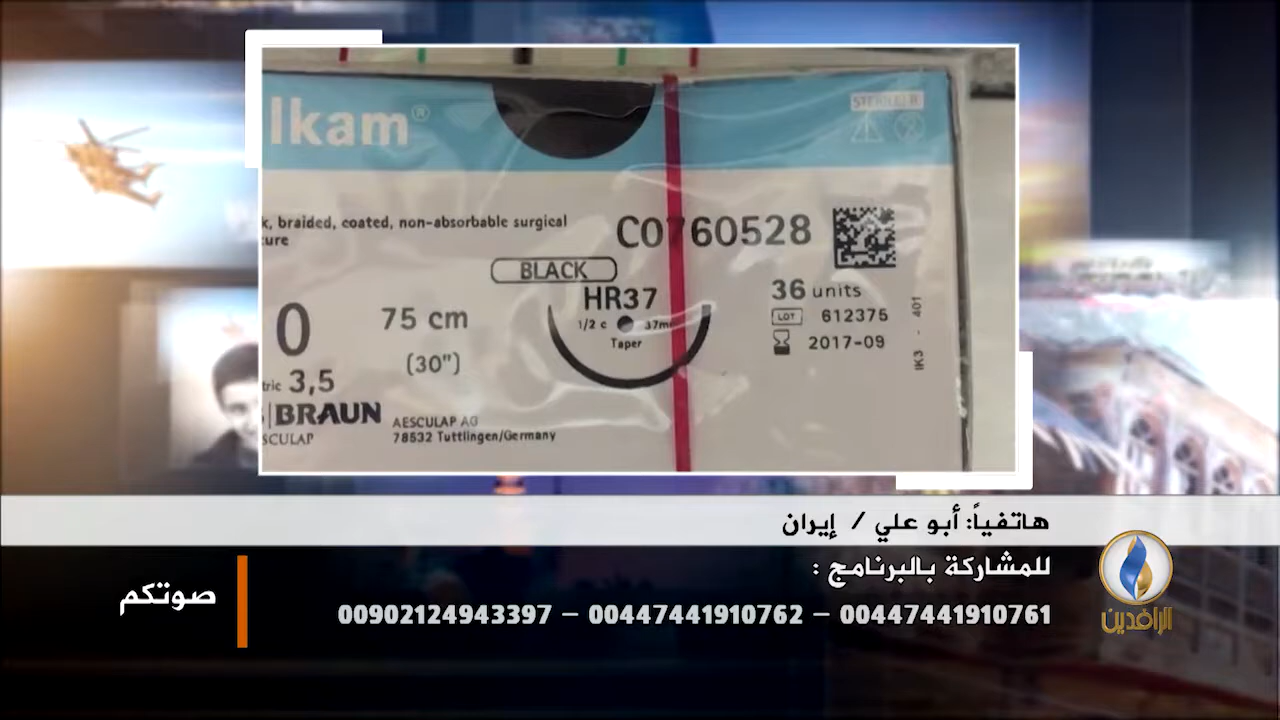 lkam®
STERILE R
k, braided, coated, non-absorbable surgical
ure
C0760528
BLACK
HR37
1/2 c 37m
Taper
36 units
LOT 612375
2017-09
IK3 - 401
0
75 cm
(30")
tric 3,5
BRAUN
SCULAP
AESCULAP AG
78532 Tuttlingen/Germany
هاتفياً: أبو علي / إيران
للمشاركة بالبرنامج :
00447441910761 – 00447441910762 – 00902124943397
صوتكم
الرافدين